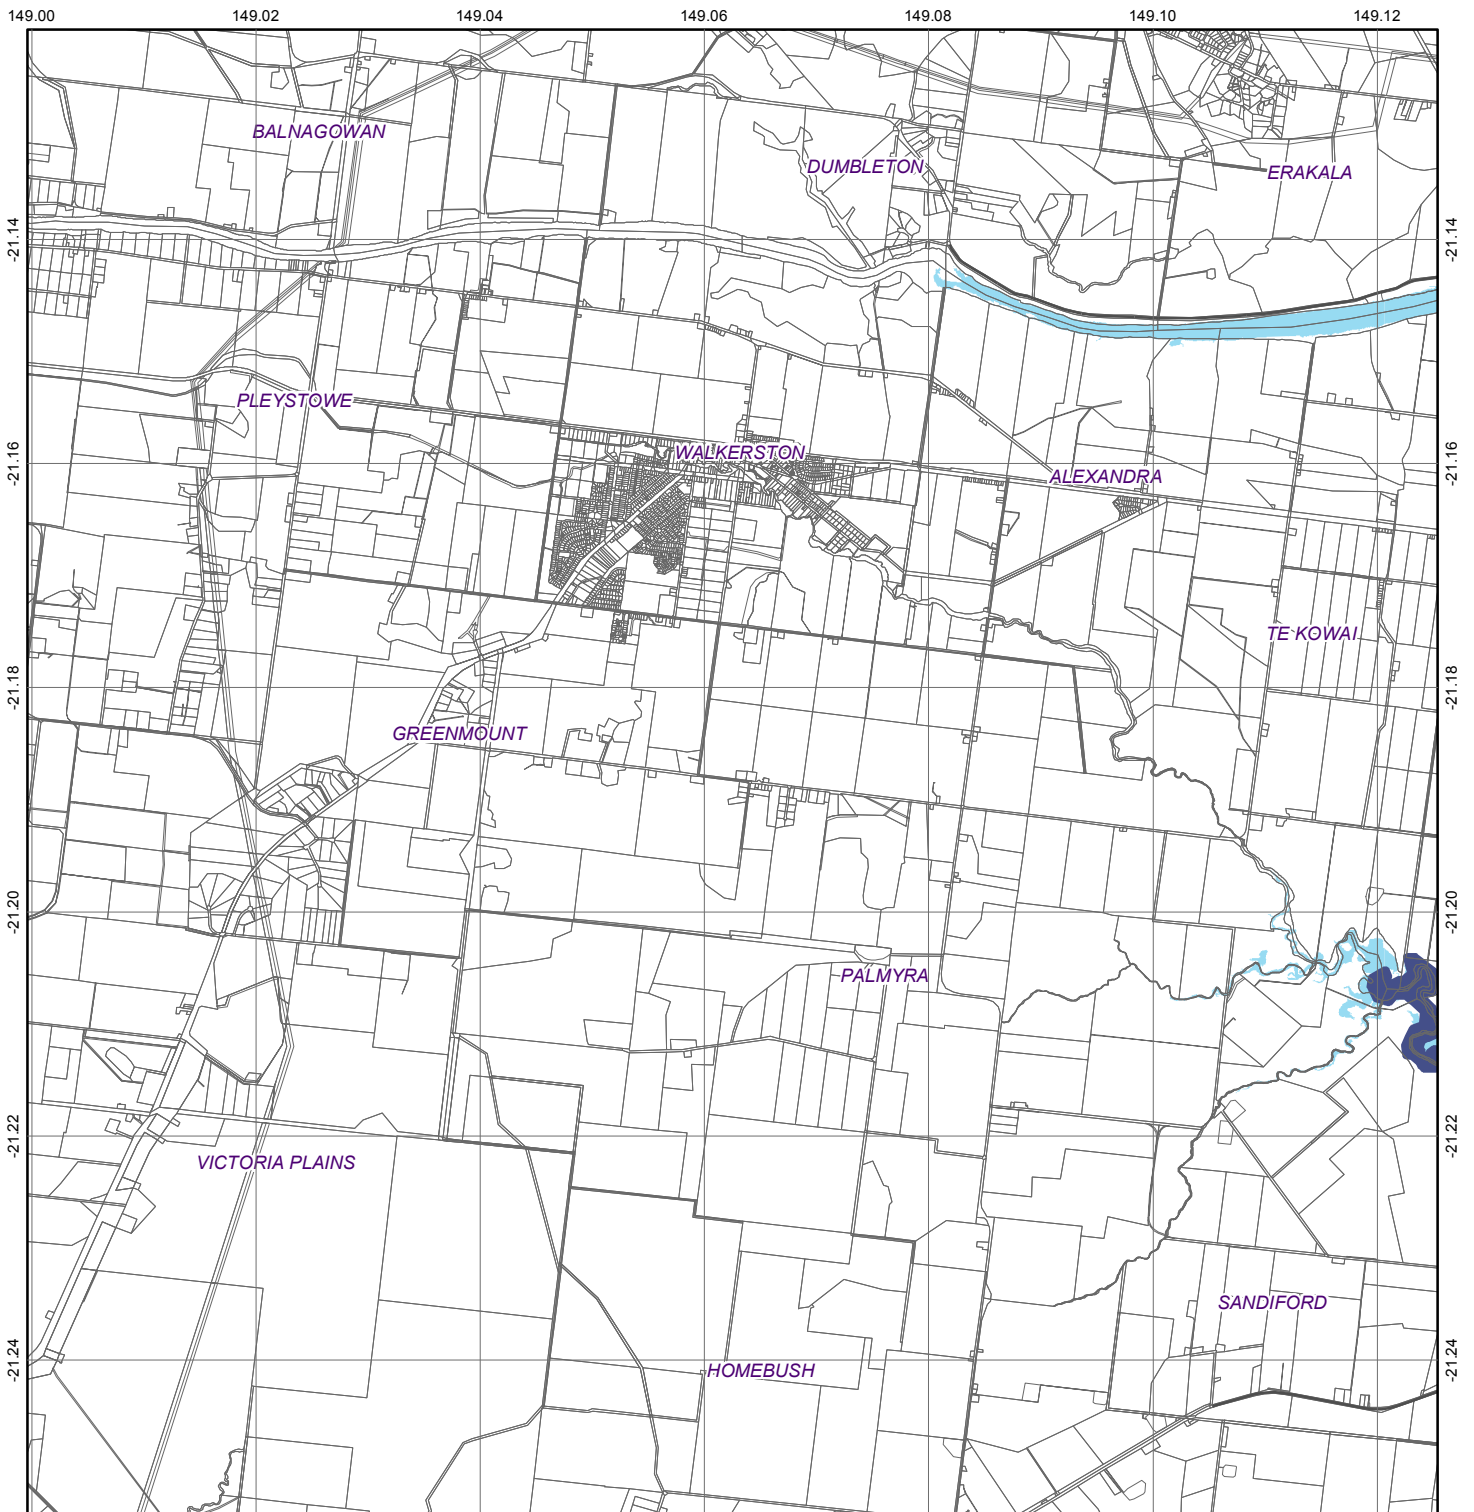 149.00 149.02 149.04 149.06 149.08 149.10 149.12
BALNAGOWAN
DUMBLETON
ERAKALA
-21.14 -21.14
PLEYSTOWE
WALKERSTON
-21.16 -21.16
ALEXANDRA
TE KOWAI
-21.18 -21.18
GREENMOUNT
-21.20 -21.20
PALMYRA
-21.22 -21.22
VICTORIA PLAINS
SANDIFORD
-21.24 -21.24
HOMEBUSH